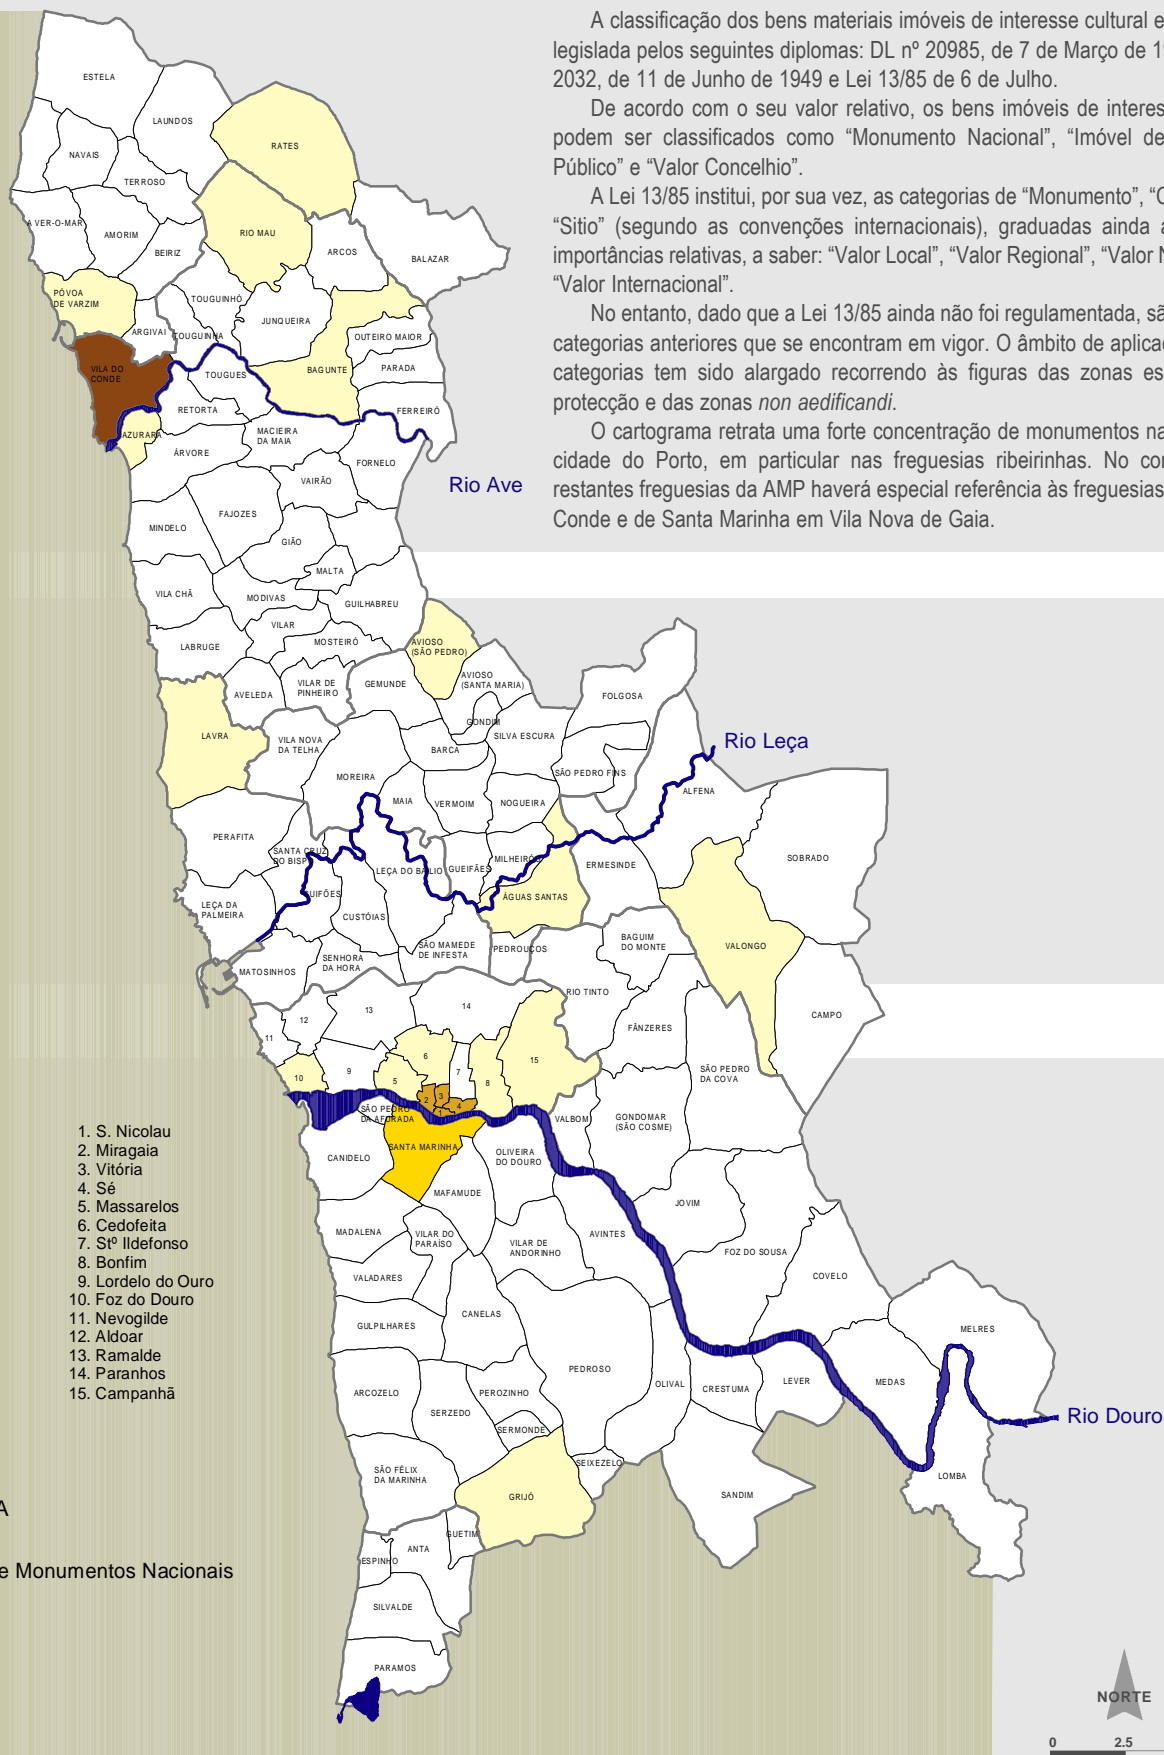 A classificação dos bens materiais imóveis de interesse cultural e
legislada pelos seguintes diplomas: DL nº 20985, de 7 de Março de 1
2032, de 11 de Junho de 1949 e Lei 13/85 de 6 de Julho.
De acordo com o seu valor relativo, os bens imóveis de interes
podem ser classificados como “Monumento Nacional”, “Imóvel de
Público” e “Valor Concelhio”.
A Lei 13/85 institui, por sua vez, as categorias de “Monumento”, “C
“Sitio” (segundo as convenções internacionais), graduadas ainda a
importâncias relativas, a saber: “Valor Local”, “Valor Regional”, “Valor N
“Valor Internacional”.
No entanto, dado que a Lei 13/85 ainda não foi regulamentada, sã
categorias anteriores que se encontram em vigor. O âmbito de aplica
categorias tem sido alargado recorrendo às figuras das zonas es
protecção e das zonas non aedificandi.
O cartograma retrata uma forte concentração de monumentos na
cidade do Porto, em particular nas freguesias ribeirinhas. No co
restantes freguesias da AMP haverá especial referência às freguesias
Conde e de Santa Marinha em Vila Nova de Gaia.
ESTELA
LAUNDOS
NAVAIS
RATES
TERROSO
A VER-O-MAR
AMORIM
BEIRIZ
RIO MAU
ARCOS
BALAZAR
PÓVOA
DE VARZIM
TOUGUINHÓ
JUNQUEIRA
ARGIVAI
TOUGUINHA
OUTEIRO MAIOR
VILA DO
CONDE
TOUGUES
BAGUNTE
PARADA
RETORTA
FERREIRÓ
AZURARA
ÁRVORE
MACIEIRA
DA MAIA
FORNELO
VAIRÃO
Rio Ave
FAJOZES
MINDELO
GIÃO
MALTA
VILA CHÃ
MODIVAS
GUILHABREU
VILAR
LABRUGE
MOSTEIRÓ
AVIOSO
(SÃO PEDRO)
AVELEDA
VILAR DE
PINHEIRO
GEMUNDE
AVIOSO
(SANTA MARIA)
FOLGOSA
GONDIM
LAVRA
VILA NOVA
DA TELHA
BARCA
SILVA ESCURA
Rio Leça
MOREIRA
SÃO PEDRO FINS
MAIA
VERMOIM
NOGUEIRA
ALFENA
PERAFITA
SANTA CRUZ
DO BISP
LEÇA DO BALIO
GUEIFÃES
MILHEIRÓS
ERMESINDE
SOBRADO
LEÇA DA
PALMEIRA
GUIFÕES
CUSTÓIAS
ÁGUAS SANTAS
SÃO MAMEDE
DE INFESTA
PEDROUÇOS
BAGUIM
DO MONTE
VALONGO
MATOSINHOS
SENHORA
DA HORA
RIO TINTO
CAMPO
FÂNZERES
11
12
13
14
SÃO PEDRO
DA COVA
10
9
6
5
7
8
15
2
3
4
1
SÃO PEDRO
DA AFURADA
VALBOM
GONDOMAR
(SÃO COSME)
CANIDELO
SANTA MARINHA
OLIVEIRA
DO DOURO
MAFAMUDE
JOVIM
MADALENA
VILAR DO
PARAÍSO
VILAR DE
ANDORINHO
AVINTES
FOZ DO SOUSA
VALADARES
COVELO
GULPILHARES
CANELAS
MELRES
PEDROSO
ARCOZELO
PEROZINHO
OLIVAL
CRESTUMA
LEVER
MEDAS
SERZEDO
SERMONDE
Rio Douro
SÃO FÉLIX
DA MARINHA
SEIXEZELO
LOMBA
GRIJÓ
SANDIM
GUETIM
ANTA
ESPINHO
SILVALDE
PARAMOS
1. S. Nicolau
2. Miragaia
3. Vitória
4. Sé
5. Massarelos
6. Cedofeita
7. Stº Ildefonso
8. Bonfim
9. Lordelo do Ouro
10. Foz do Douro
11. Nevogilde
12. Aldoar
13. Ramalde
14. Paranhos
15. Campanhã
A
e Monumentos Nacionais
NORTE
0 2.5